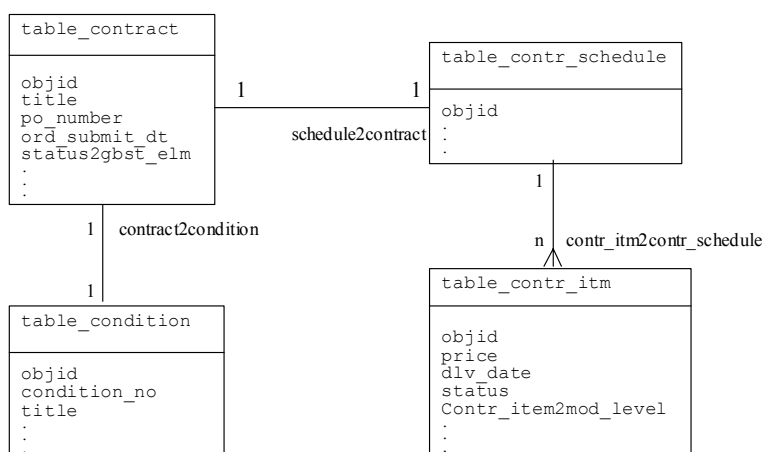 table_contract
objid
title
po_number
ord_submit_dt
status2gbst_elm
.
.
.
1
1
schedule2contract
table_contr_schedule
objid
.
.
1
contract2condition
1
1
n
contr_itm2contr_schedule
table_condition
objid
condition_no
title
.
.
table_contr_itm
objid
price
dlv_date
status
Contr_item2mod_level
.
.
.